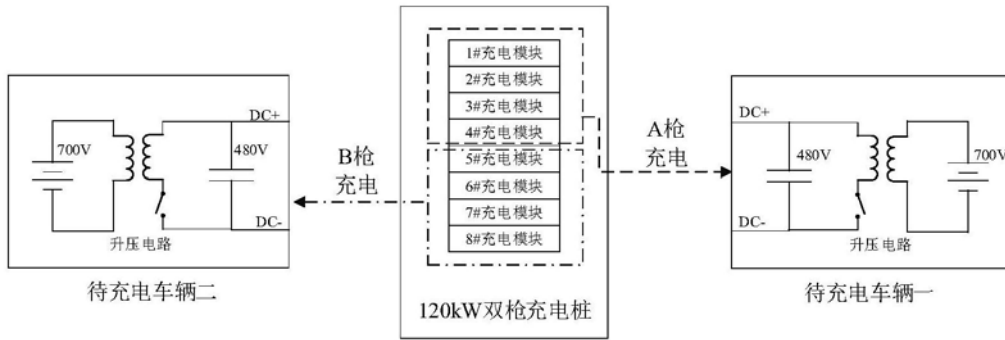 700V
DC+
480V
DC-
升压电路
待充电车辆二
B枪
充电
1#充电模块
2#充电模块
3#充电模块
4#充电模块
5#充电模块
6#充电模块
7#充电模块
8#充电模块
120kW双枪充电桩
A枪
充电
DC+
480V
700V
DC-
升压电路
待充电车辆一